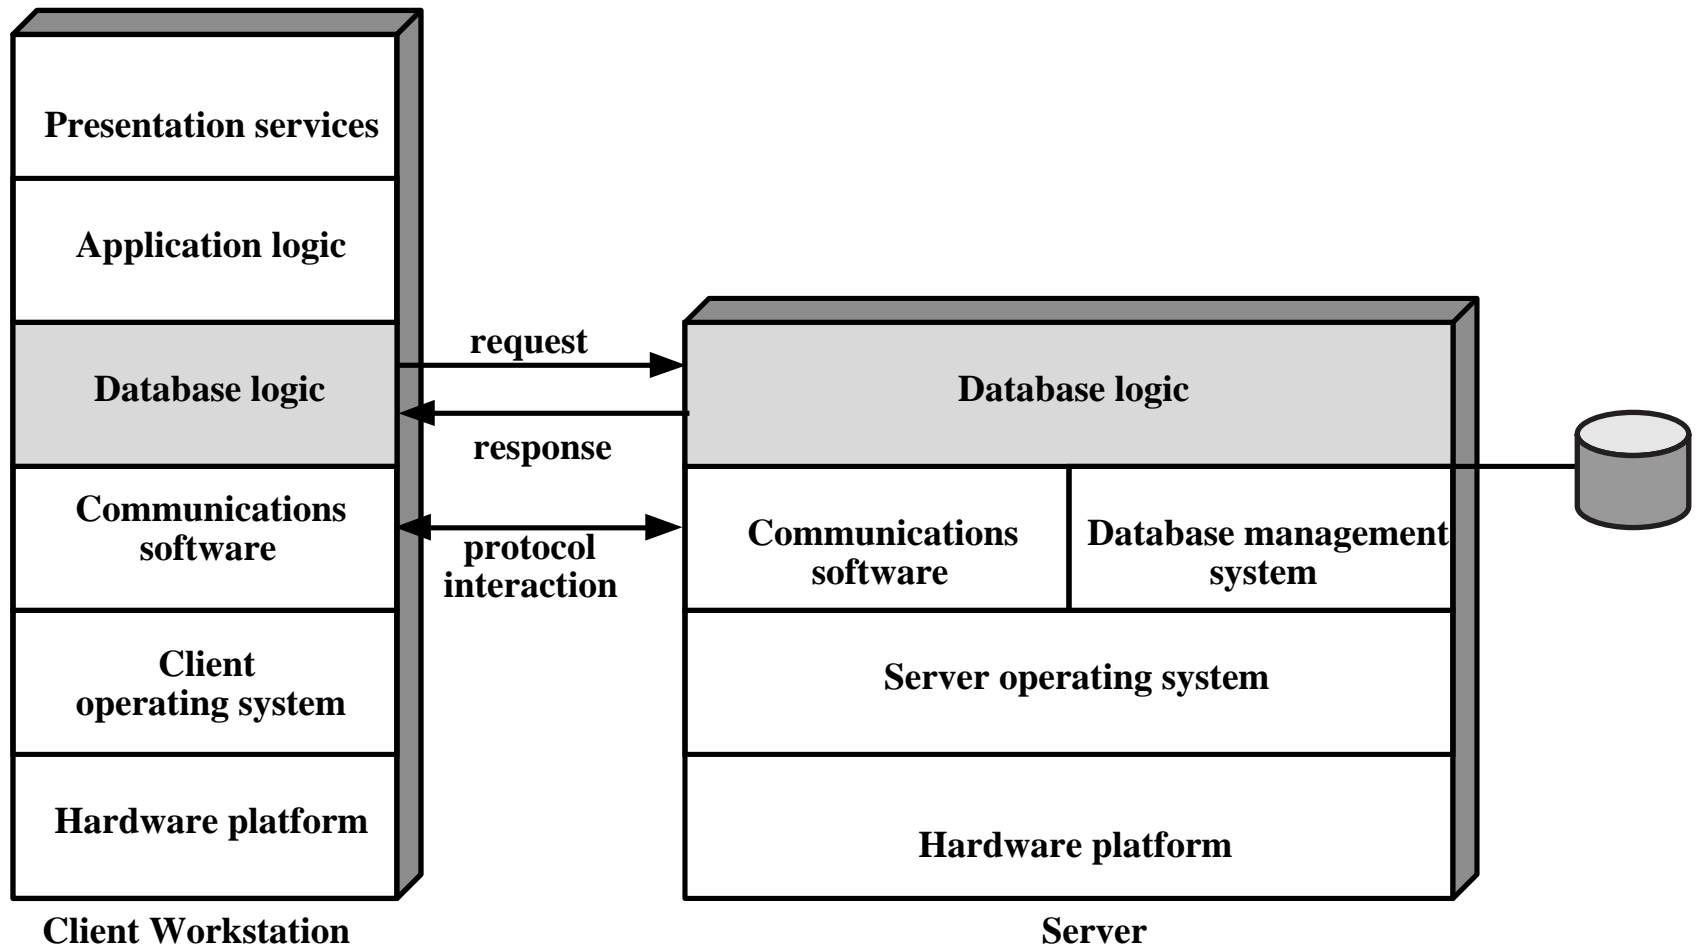 Presentation services
Application logic
Database logic
Communications
software
Client
operating system
Hardware platform
Client Workstation
request
response
protocol
interaction
Database logic
Communications
software
Database management
system
Server operating system
Hardware platform
Server